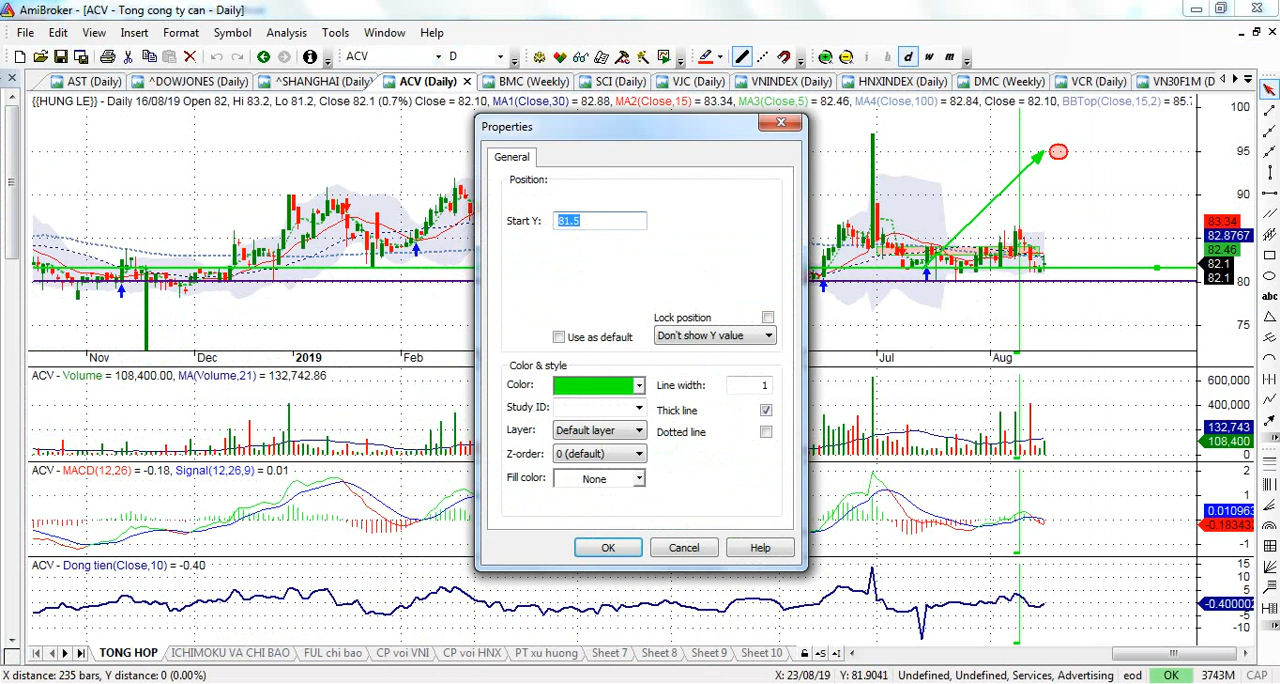 AmiBroker - [ACV - Tong cong ty can - Daily]
File Edit View Insert Format Symbol Analysis Tools Window Help
ACV D i h d w m
AST (Daily) ^DOWJONES (Daily) ^SHANGHAI (Daily) ACV (Daily) BMC (Weekly) SCI (Daily) VJC (Daily) VNINDEX (Daily) HNXINDEX (Daily) DMC (Weekly) VCS (Daily) VN30F1M (D
{{HUNG LE}} - Daily 16/08/19 Open 82, Hi 83.2, Lo 81.2, Close 82.1 (0.7%) Close = 82.10, MA1(Close,30) = 82.88, MA2(Close,15) = 83.34, MA3(Close,5) = 82.46, MA4(Close,100) = 82.84, Close = 82.10, BBTop(Close,15,2) = 85.7
100
95
90
83.34
82.8767
82.46
82.1
82.1
80
75
Nov Dec 2019 Feb Jul Aug
Properties
General
Position:
Start Y: 81.5
Lock position
Use as default Don't show Y value
Color & style
Color: Line width: 1
Study ID: Thick line
Layer: Default layer Dotted line
Z-order: 0 (default)
Fill color: None
OK Cancel Help
ACV - Volume = 108,400.00, MA(Volume,21) = 132,742.86
600,000
400,000
132,743
108,400
0
ACV - MACD(12,26) = -0.18, Signal(12,26,9) = 0.01
2
1
0.010963
-0.18343
-1
ACV - Dong tien(Close,10) = -0.40
15
10
5
-0.40000
-5
-10
TONG HOP ICHIMOKU VA CHI BAO FUL chi bao CP voi VNI CP voi HNX PT xu huong Sheet 7 Sheet 8 Sheet 9 Sheet 10
X distance: 235 bars, Y distance: 0 (0.00%) X: 23/08/19 Y: 81.9041 Undefined, Undefined, Services, Advertising eod OK 3743M CAP
abc